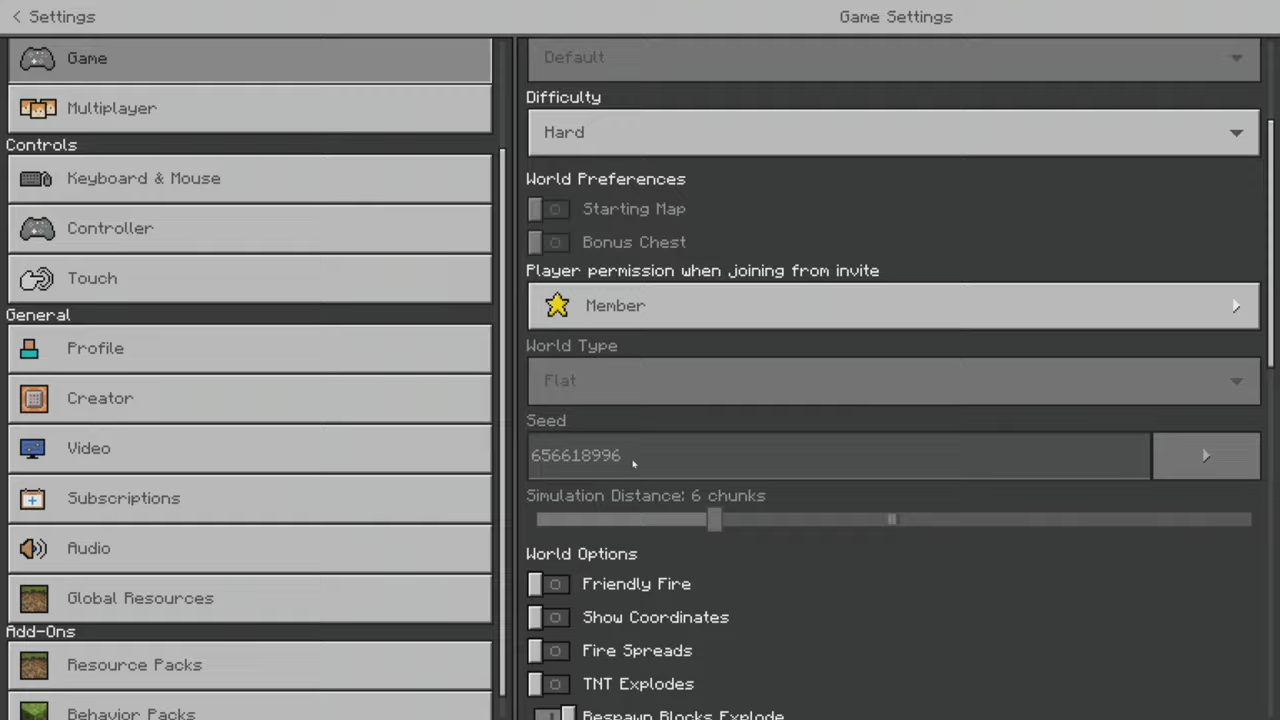 Settings
Game Settings
Game
Multiplayer
Controls
Keyboard & Mouse
Controller
Touch
General
Profile
Creator
Video
Subscriptions
Audio
Global Resources
Add-Ons
Resource Packs
Behavior Packs
Default
Difficulty
Hard
World Preferences
Starting Map
Bonus Chest
Player permission when joining from invite
Member
World Type
Flat
Seed
656618996
Simulation Distance: 6 chunks
World Options
Friendly Fire
Show Coordinates
Fire Spreads
TNT Explodes
Respawn Blocks Explode